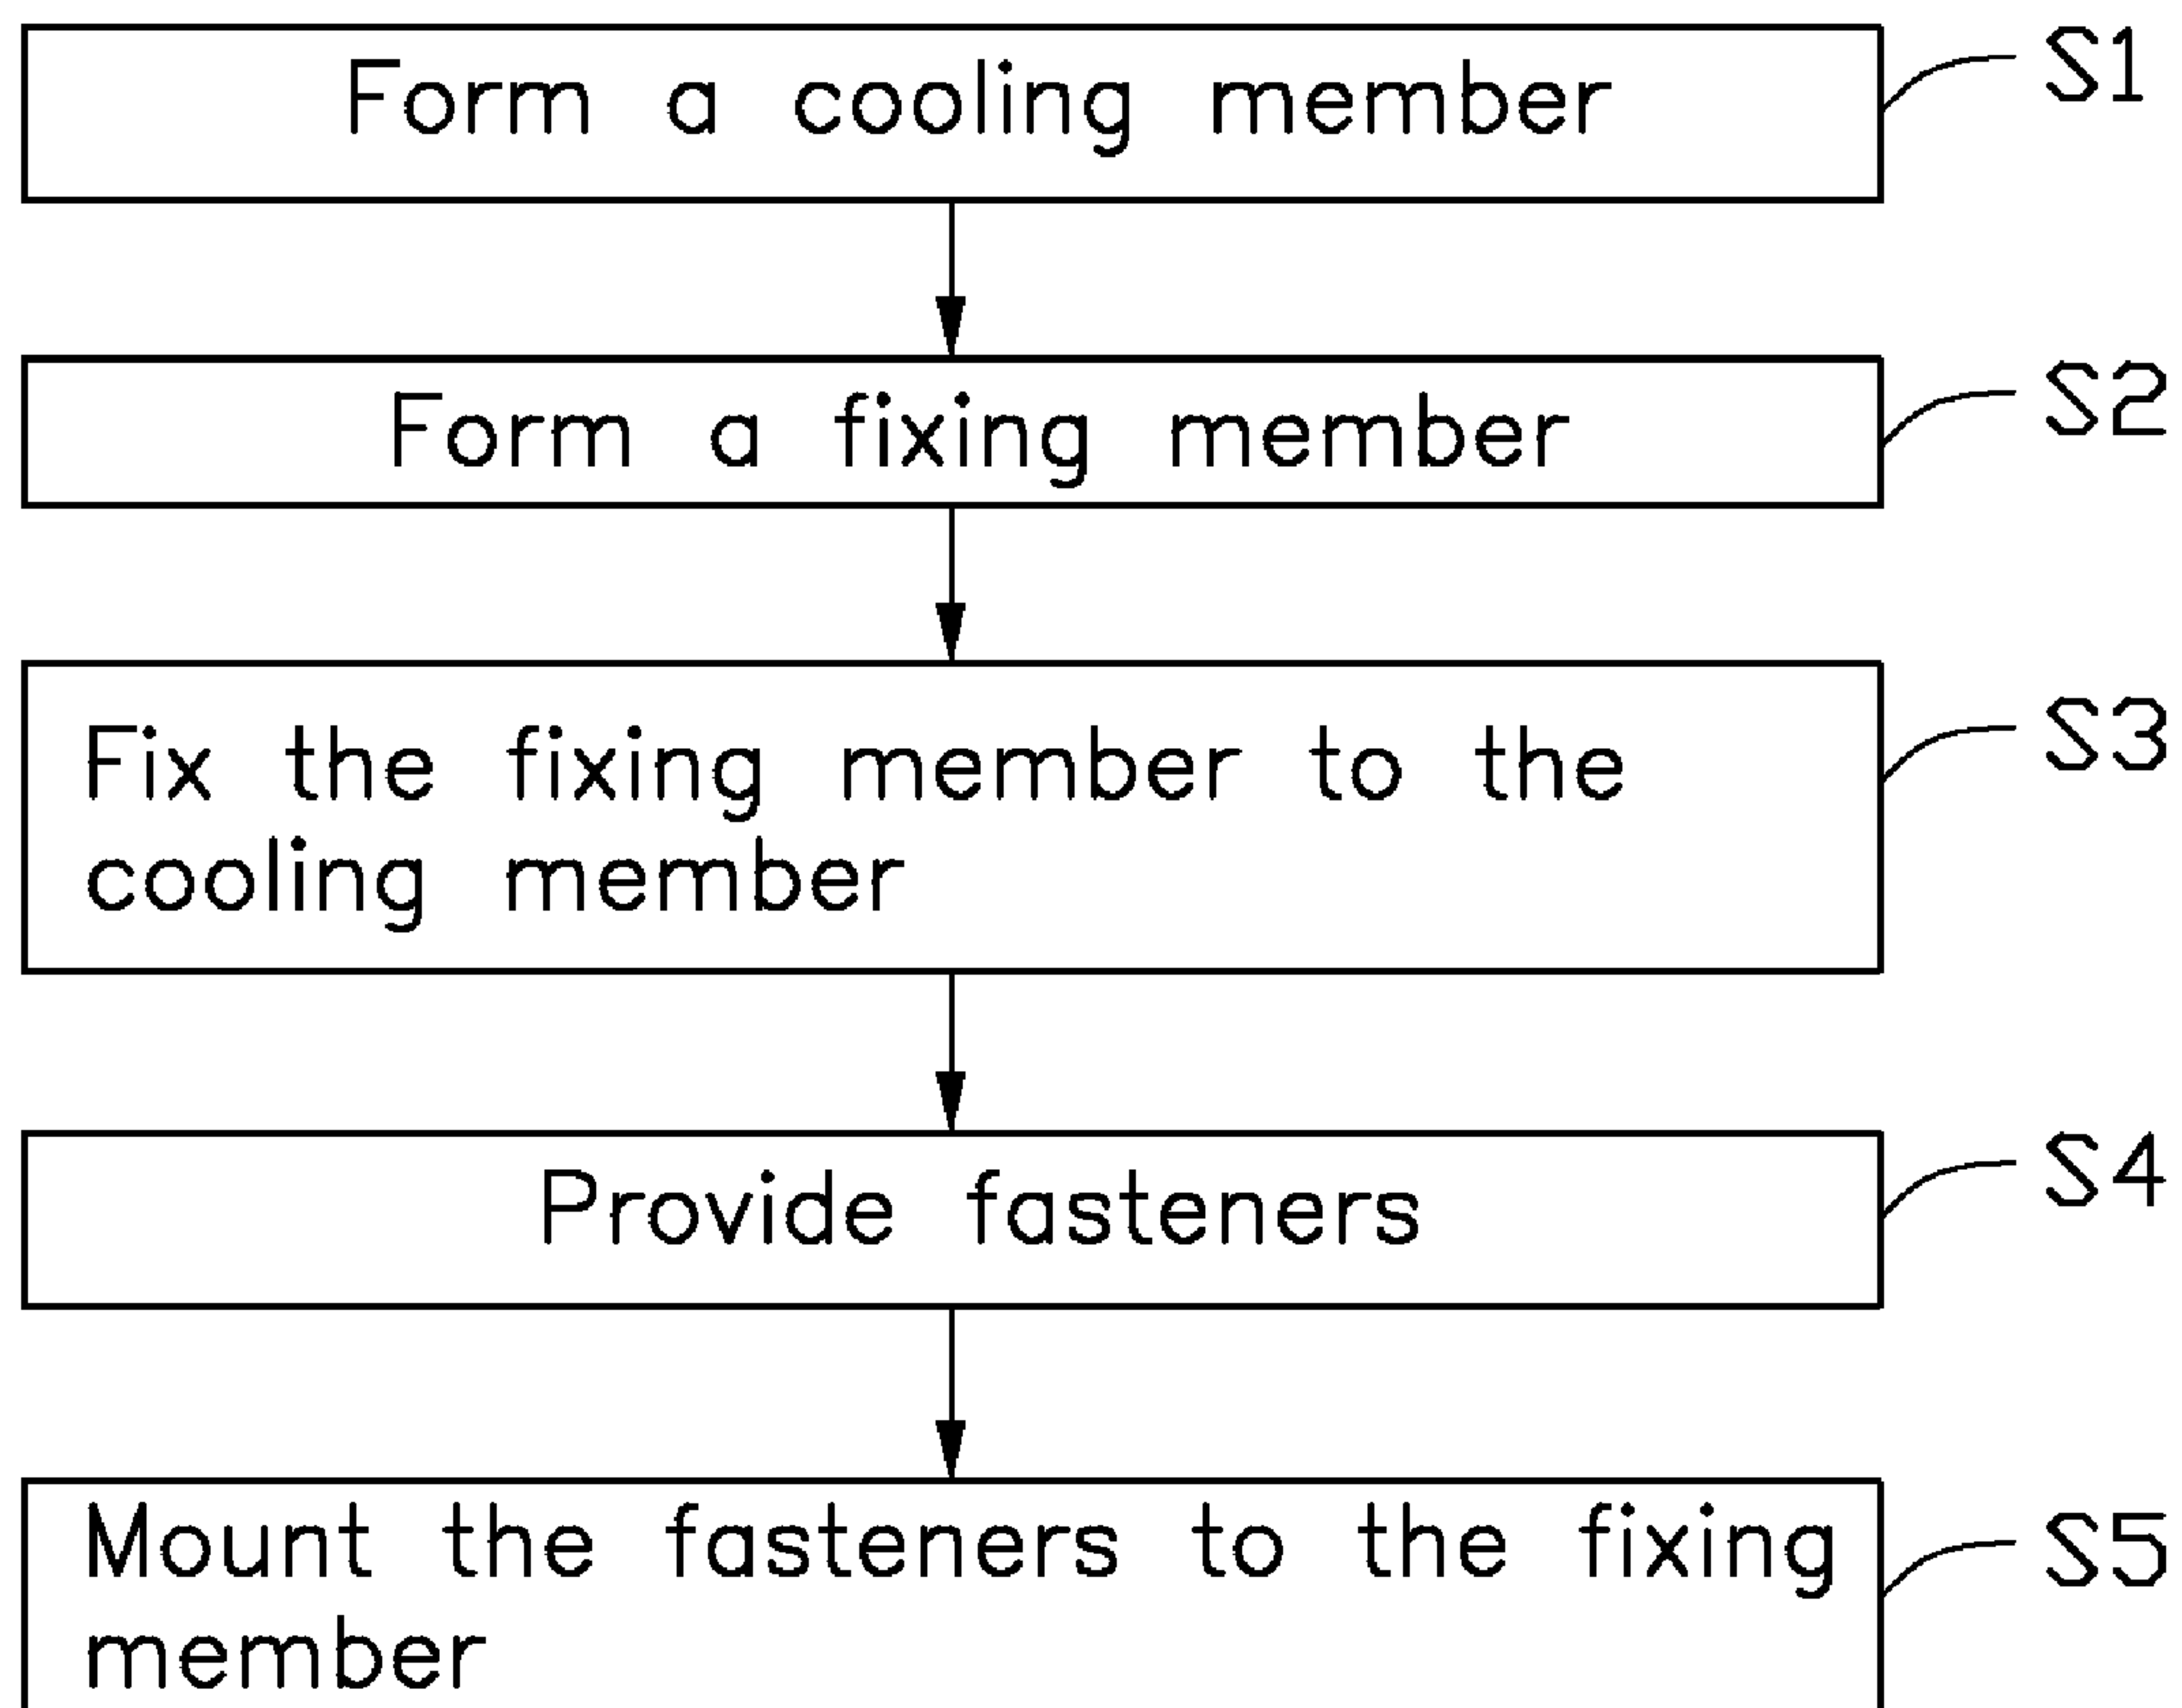 Form a cooling member
S1
Form a fixing member
S2
Fix the fixing member to the
cooling member
S3
Provide fasteners
S4
Mount the fasteners to the fixing
member
S5